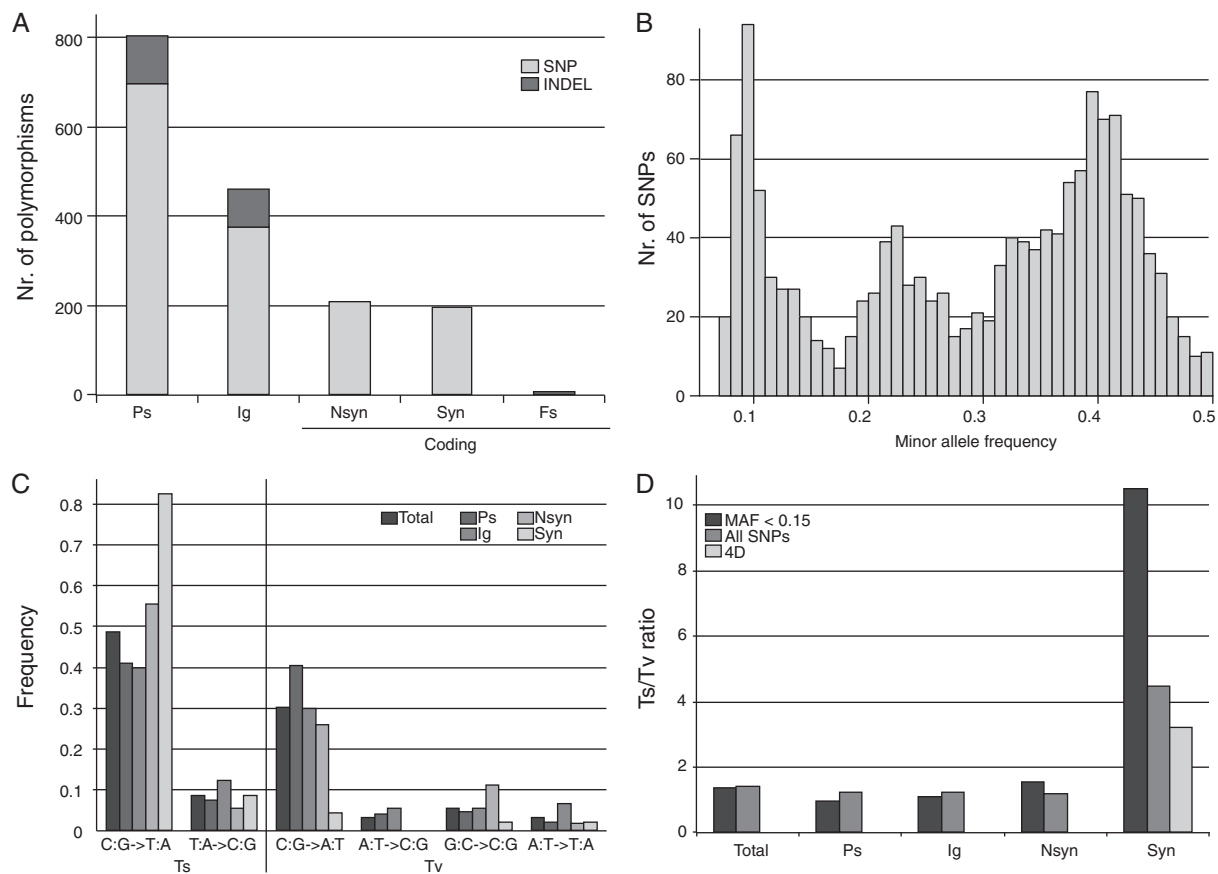 A
Nr. of polymorphisms
800
600
400
200
0
SNP
INDEL
Ps Ig Nsyn Syn Fs
Coding
B
Nr. of SNPs
80
60
40
20
0
0.1 0.2 0.3 0.4 0.5
Minor allele frequency
C
Frequency
0.8
0.7
0.6
0.5
0.4
0.3
0.2
0.1
0
Total Ps Nsyn
Ig Syn
C:G->T:A T:A->C:G C:G->A:T A:T->C:G G:C->C:G A:T->T:A
Ts Tv
D
Ts/Tv ratio
10
8
6
4
2
0
MAF < 0.15
All SNPs
4D
Total Ps Ig Nsyn Syn